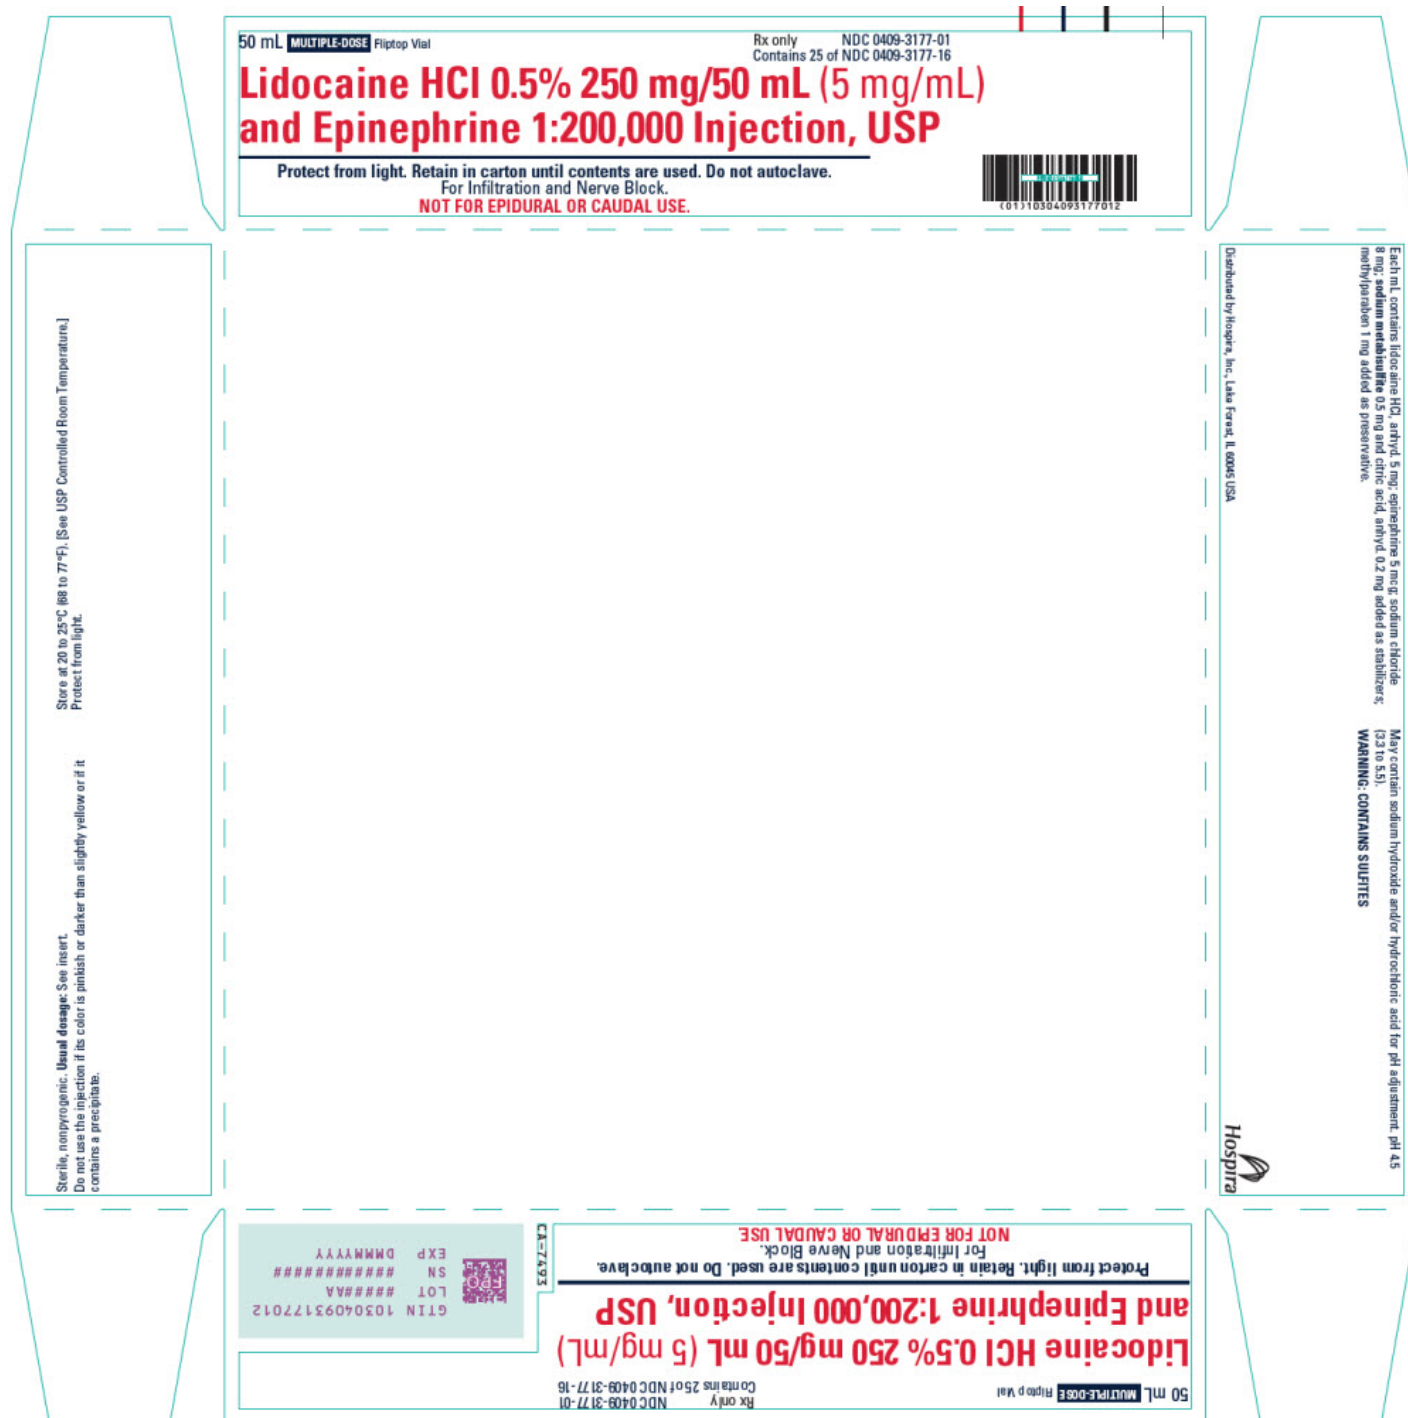 50 mL MULTIPLE-DOSE Fliptop Vial
Rx only NDC 0409-3177-01
Contains 25 of NDC 0409-3177-16
Lidocaine HCl 0.5% 250 mg/50 mL (5 mg/mL)
and Epinephrine 1:200,000 Injection, USP
Protect from light. Retain in carton until contents are used. Do not autoclave.
For Infiltration and Nerve Block.
NOT FOR EPIDURAL OR CAUDAL USE.
(01)10304093177012
Store at 20 to 25°C (68 to 77°F). [See USP Controlled Room Temperature.]
Protect from light.
Sterile, nonpyrogenic. Usual dosage: See insert.
Do not use the injection if its color is pinkish or darker than slightly yellow or if it
contains a precipitate.
Each mL contains lidocaine HCl, anhyd. 5 mg; epinephrine 5 mcg; sodium chloride
8 mg; sodium metabisulfite 0.5 mg and citric acid, anhyd. 0.2 mg added as stabilizers;
methylparaben 1 mg added as preservative.
May contain sodium hydroxide and/or hydrochloric acid for pH adjustment. pH 4.5
(3.3 to 5.5).
WARNING: CONTAINS SULFITES
Distributed by Hospira, Inc., Lake Forest, IL 60045 USA
Hospira
50 mL MULTIPLE-DOSE Fliptop Vial
Rx only NDC 0409-3177-01
Contains 25 of NDC 0409-3177-16
Lidocaine HCl 0.5% 250 mg/50 mL (5 mg/mL)
and Epinephrine 1:200,000 Injection, USP
Protect from light. Retain in carton until contents are used. Do not autoclave.
For Infiltration and Nerve Block.
NOT FOR EPIDURAL OR CAUDAL USE.
CA-7493
GTIN 10304093177012
LOT ######AA
SN ############
EXP DMMMYYYY
FPO